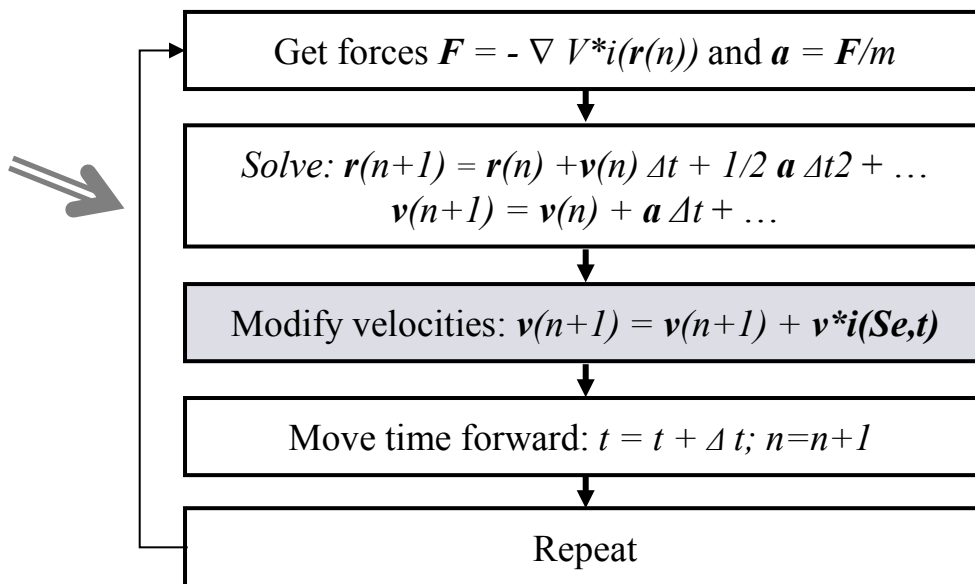 Get forces F = - ∇ V*i(r(n)) and a = F/m
Solve: r(n+1) = r(n) +v(n) Δt + 1/2 a Δt2 + …
v(n+1) = v(n) + a Δt + …
Modify velocities: v(n+1) = v(n+1) + v*i(Se,t)
Move time forward: t = t + Δ t; n=n+1
Repeat